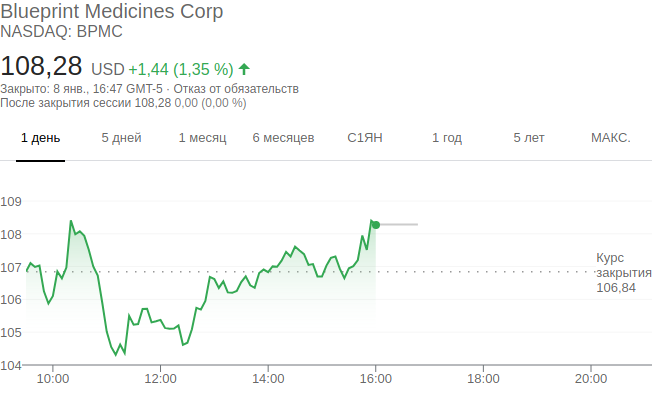 Blueprint Medicines Corp
NASDAQ: BPMC
108,28 USD +1,44 (1,35 %)
Закрыто: 8 янв., 16:47 GMT-5 · Отказ от обязательств
После закрытия сессии 108,28 0,00 (0,00 %)
1 день 5 дней 1 месяц 6 месяцев С1ЯН 1 год 5 лет МАКС.
109
108
107
106
105
104
Курс
закрытия
106,84
10:00 12:00 14:00 16:00 18:00 20:00